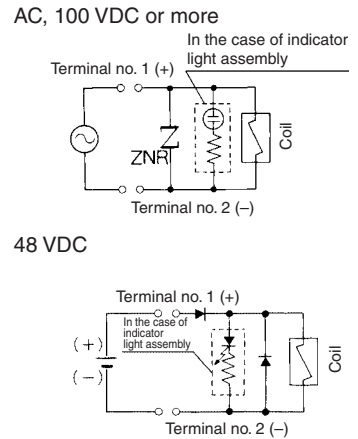 AC, 100 VDC or more
In the case of indicator
light assembly
Terminal no. 1 (+)
ZNR
Coil
Terminal no. 2 (–)
48 VDC
Terminal no. 1 (+)
In the case of
indicator
light assembly
(+)
(–)
Coil
Terminal no. 2 (–)